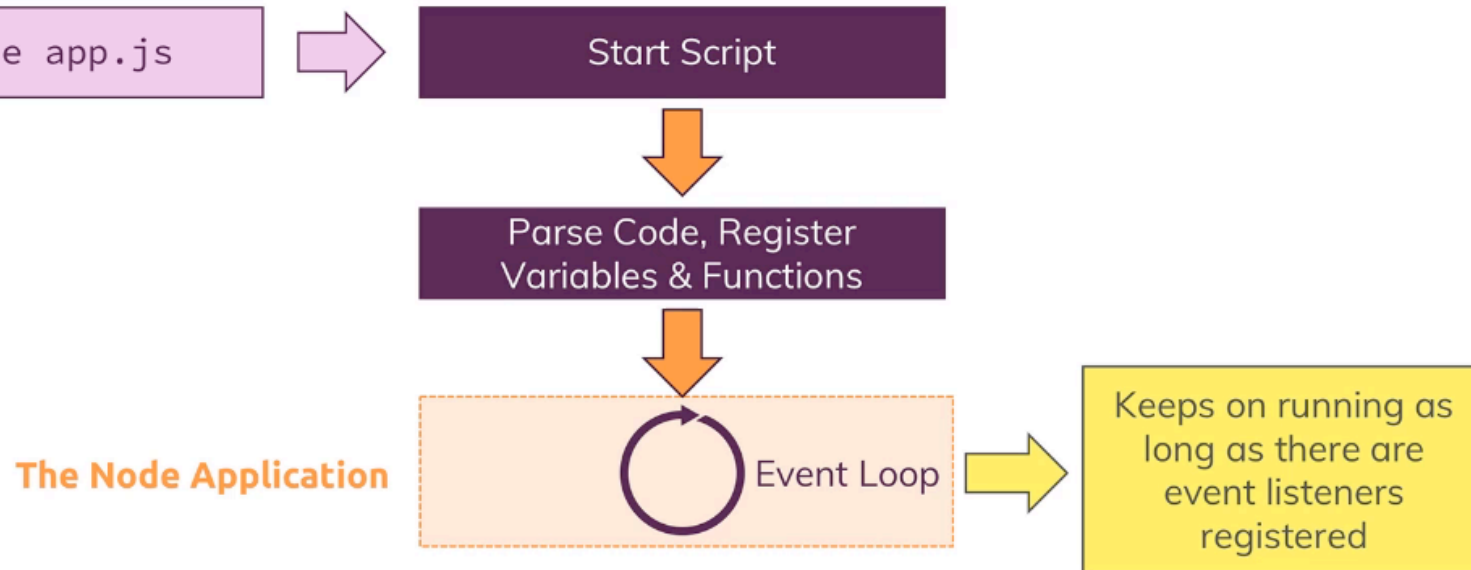 e app.js
Start Script
Parse Code, Register
Variables & Functions
The Node Application
Event Loop
Keeps on running as
long as there are
event listeners
registered